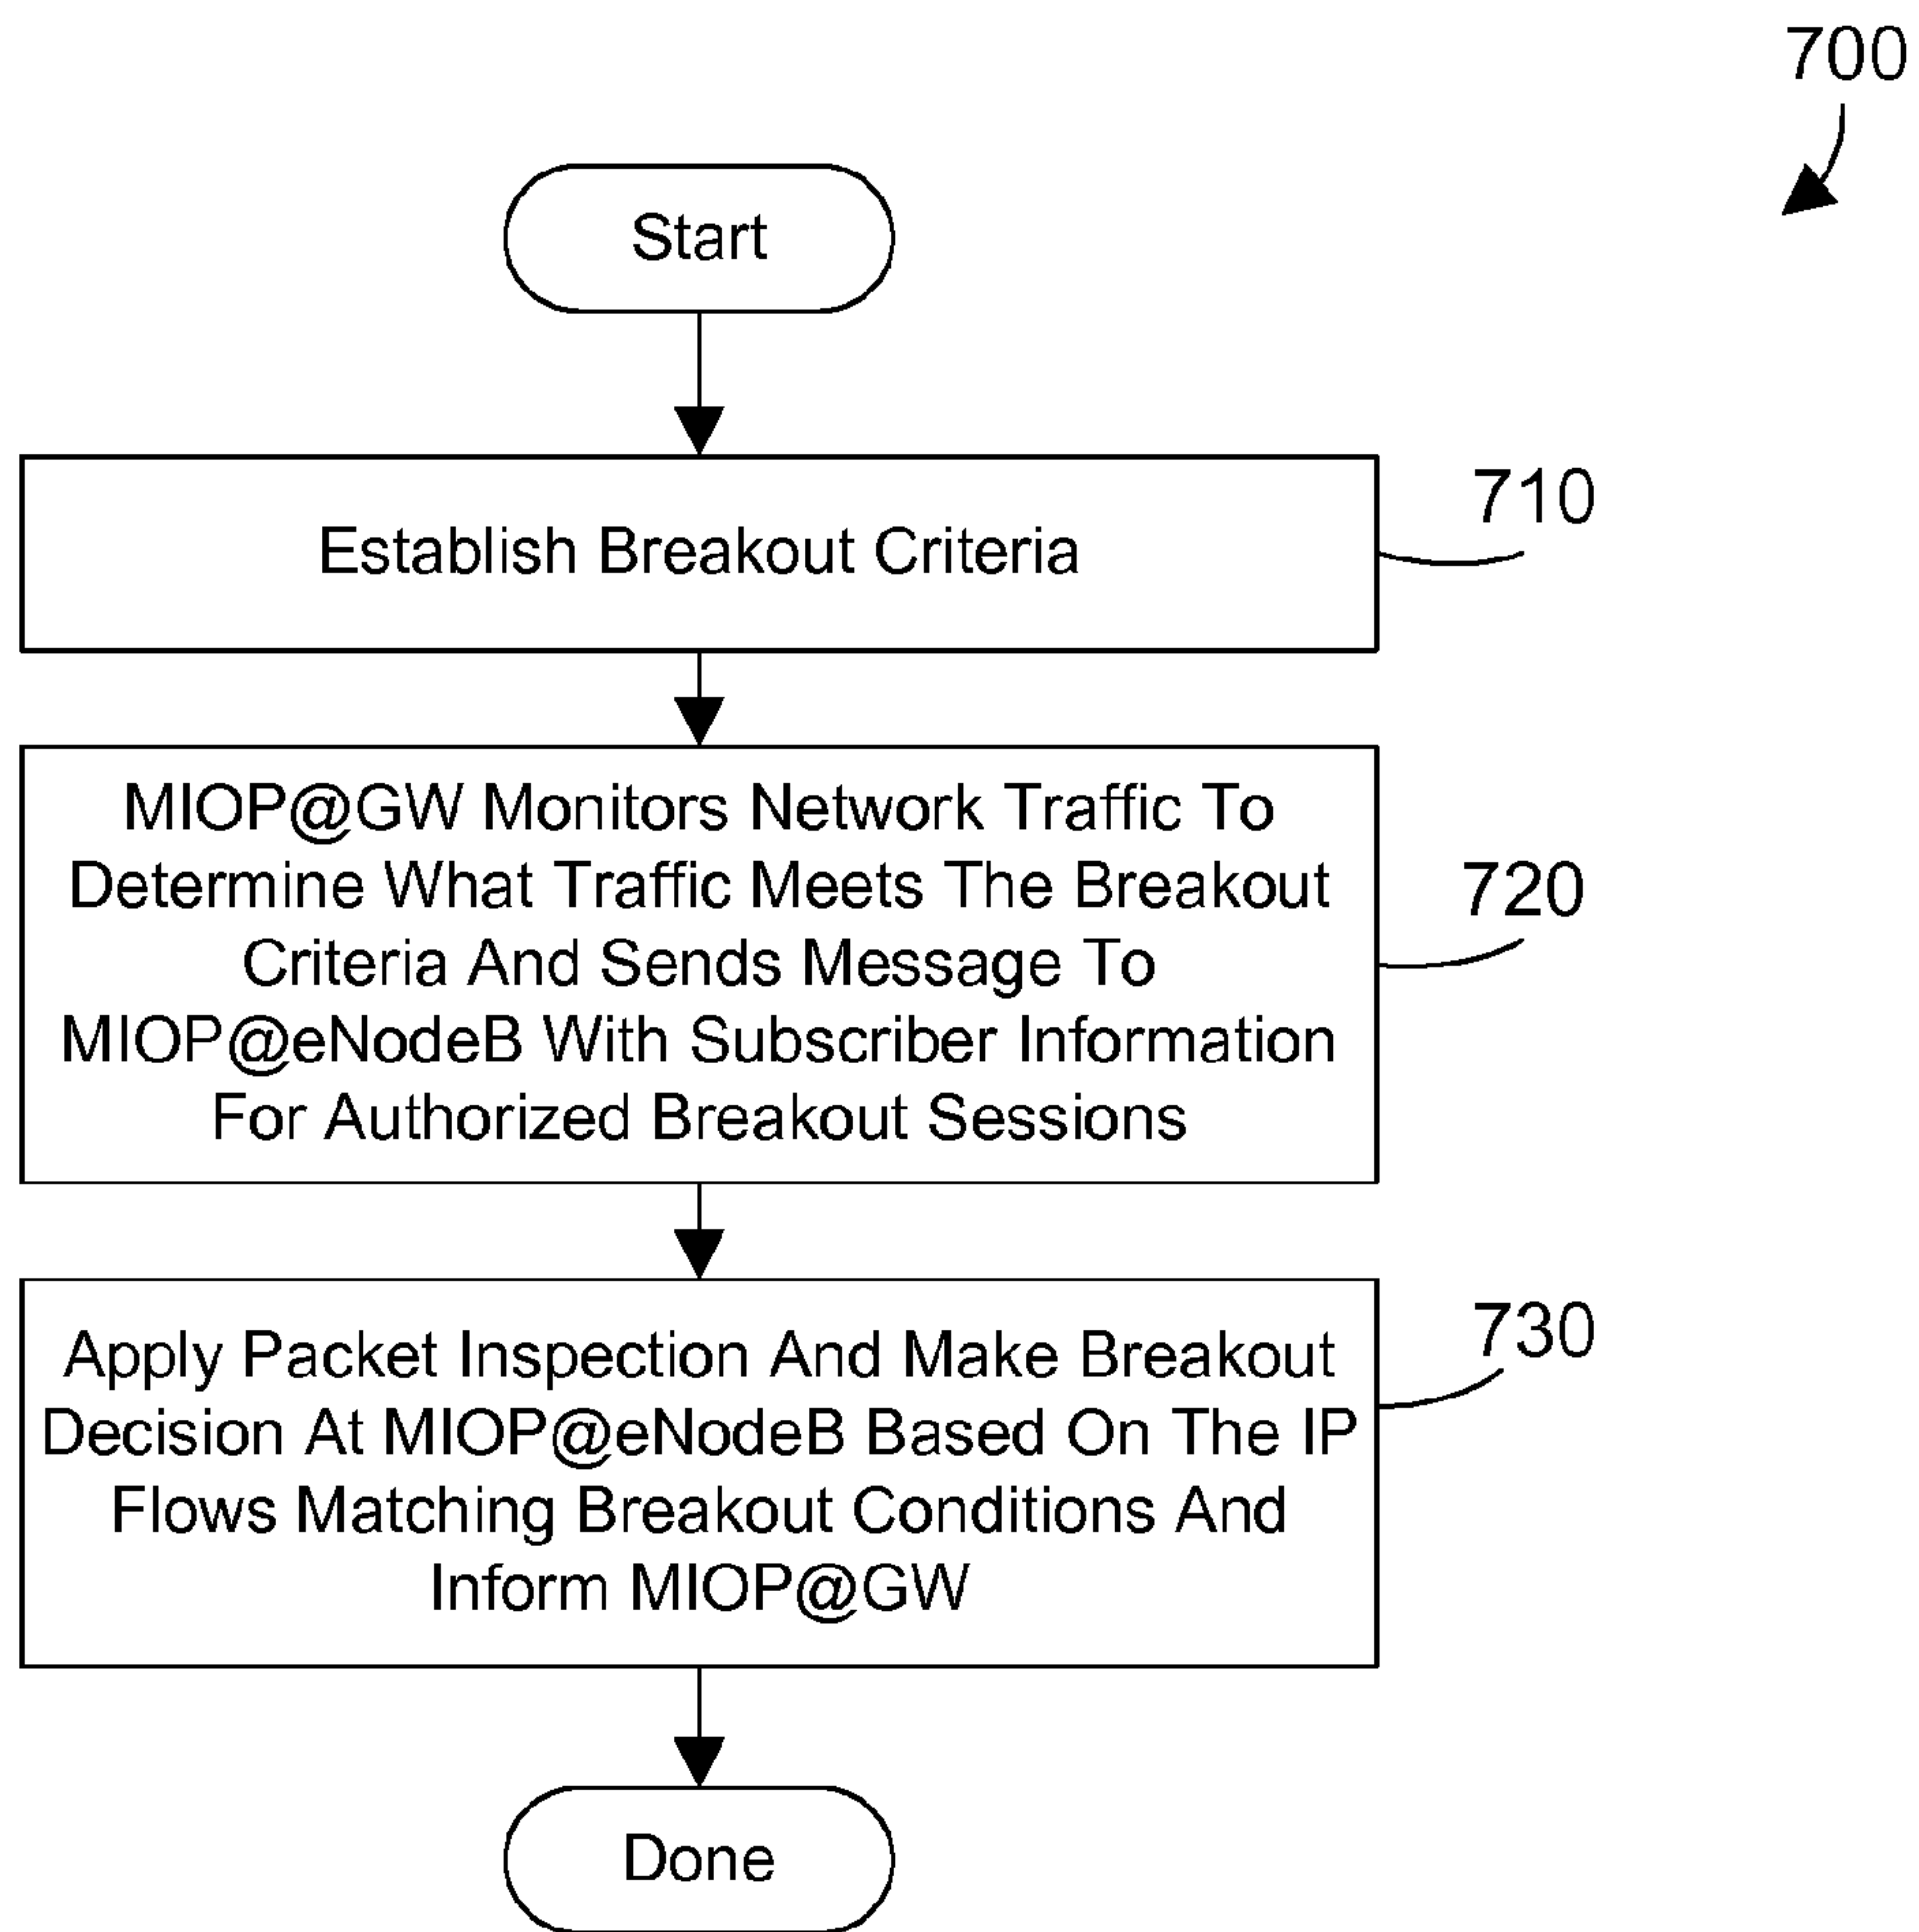 700
Start
Establish Breakout Criteria
710
MIOP@GW Monitors Network Traffic To
Determine What Traffic Meets The Breakout
Criteria And Sends Message To
MIOP@eNodeB With Subscriber Information
For Authorized Breakout Sessions
720
Apply Packet Inspection And Make Breakout
Decision At MIOP@eNodeB Based On The IP
Flows Matching Breakout Conditions And
Inform MIOP@GW
730
Done